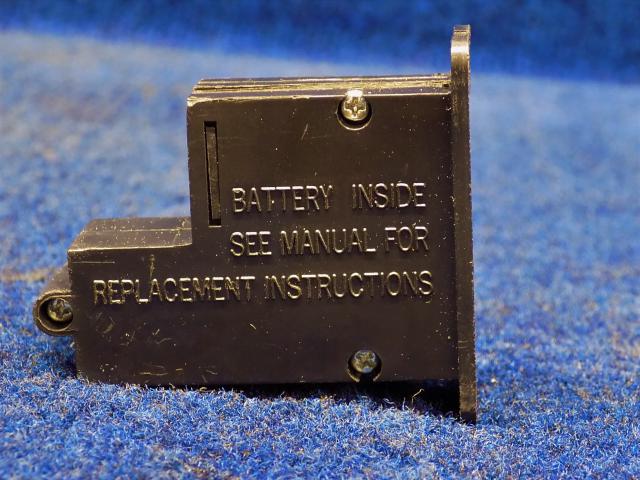 BATTERY INSIDE
SEE MANUAL FOR
REPLACEMENT INSTRUCTIONS